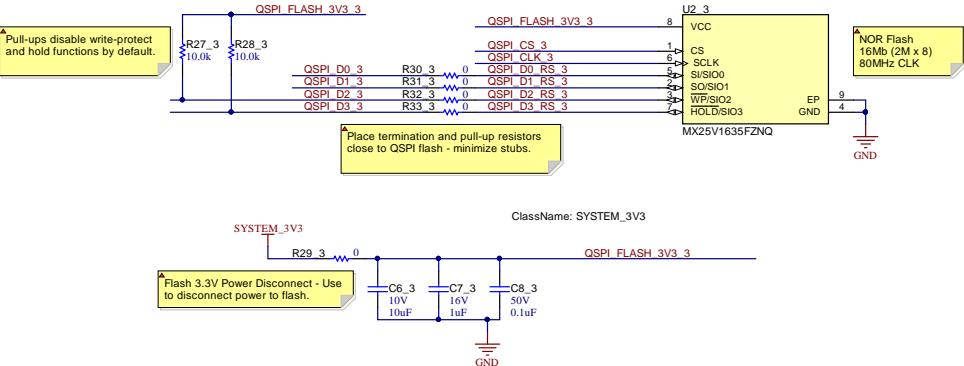 QSPI_FLASH_3V3_3
Pull-ups disable write-protect
and hold functions by default.
R27_3
10.0k
R28_3
10.0k
QSPI_FLASH_3V3_3
QSPI_CS_3
QSPI_CLK_3
QSPI_D0_3
R30_3
0
QSPI_D0_RS_3
QSPI_D1_3
R31_3
0
QSPI_D1_RS_3
QSPI_D2_3
R32_3
0
QSPI_D2_RS_3
QSPI_D3_3
R33_3
0
QSPI_D3_RS_3
U2_3
8
VCC
1
CS
6
SCLK
5
SI/SIO0
2
SO/SIO1
3
WP/SIO2
7
HOLD/SIO3
EP
9
GND
4
MX25V1635FZNQ
GND
NOR Flash
16Mb (2M x 8)
80MHz CLK
Place termination and pull-up resistors
close to QSPI flash - minimize stubs.
ClassName: SYSTEM_3V3
SYSTEM_3V3
R29_3
0
QSPI_FLASH_3V3_3
Flash 3.3V Power Disconnect - Use
to disconnect power to flash.
C6_3
10V
10uF
C7_3
16V
1uF
C8_3
50V
0.1uF
GND